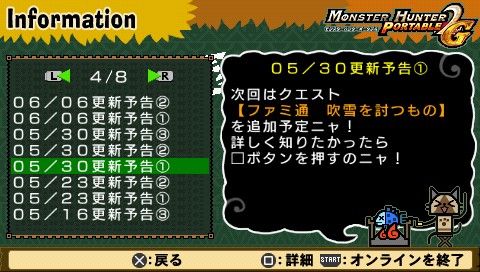 Information
MONSTER HUNTER
PORTABLE 2nd G
L 4/8 R
06/06更新予告②
06/06更新予告①
05/30更新予告③
05/30更新予告②
05/30更新予告①
05/23更新予告②
05/23更新予告①
05/16更新予告③
05/30更新予告①
次回はクエスト
【ファミ通 吹雪を討つもの】
を追加予定ニャ！
詳しく知りたかったら
□ボタンを押すのニャ！
×:戻る
□:詳細 START:オンラインを終了